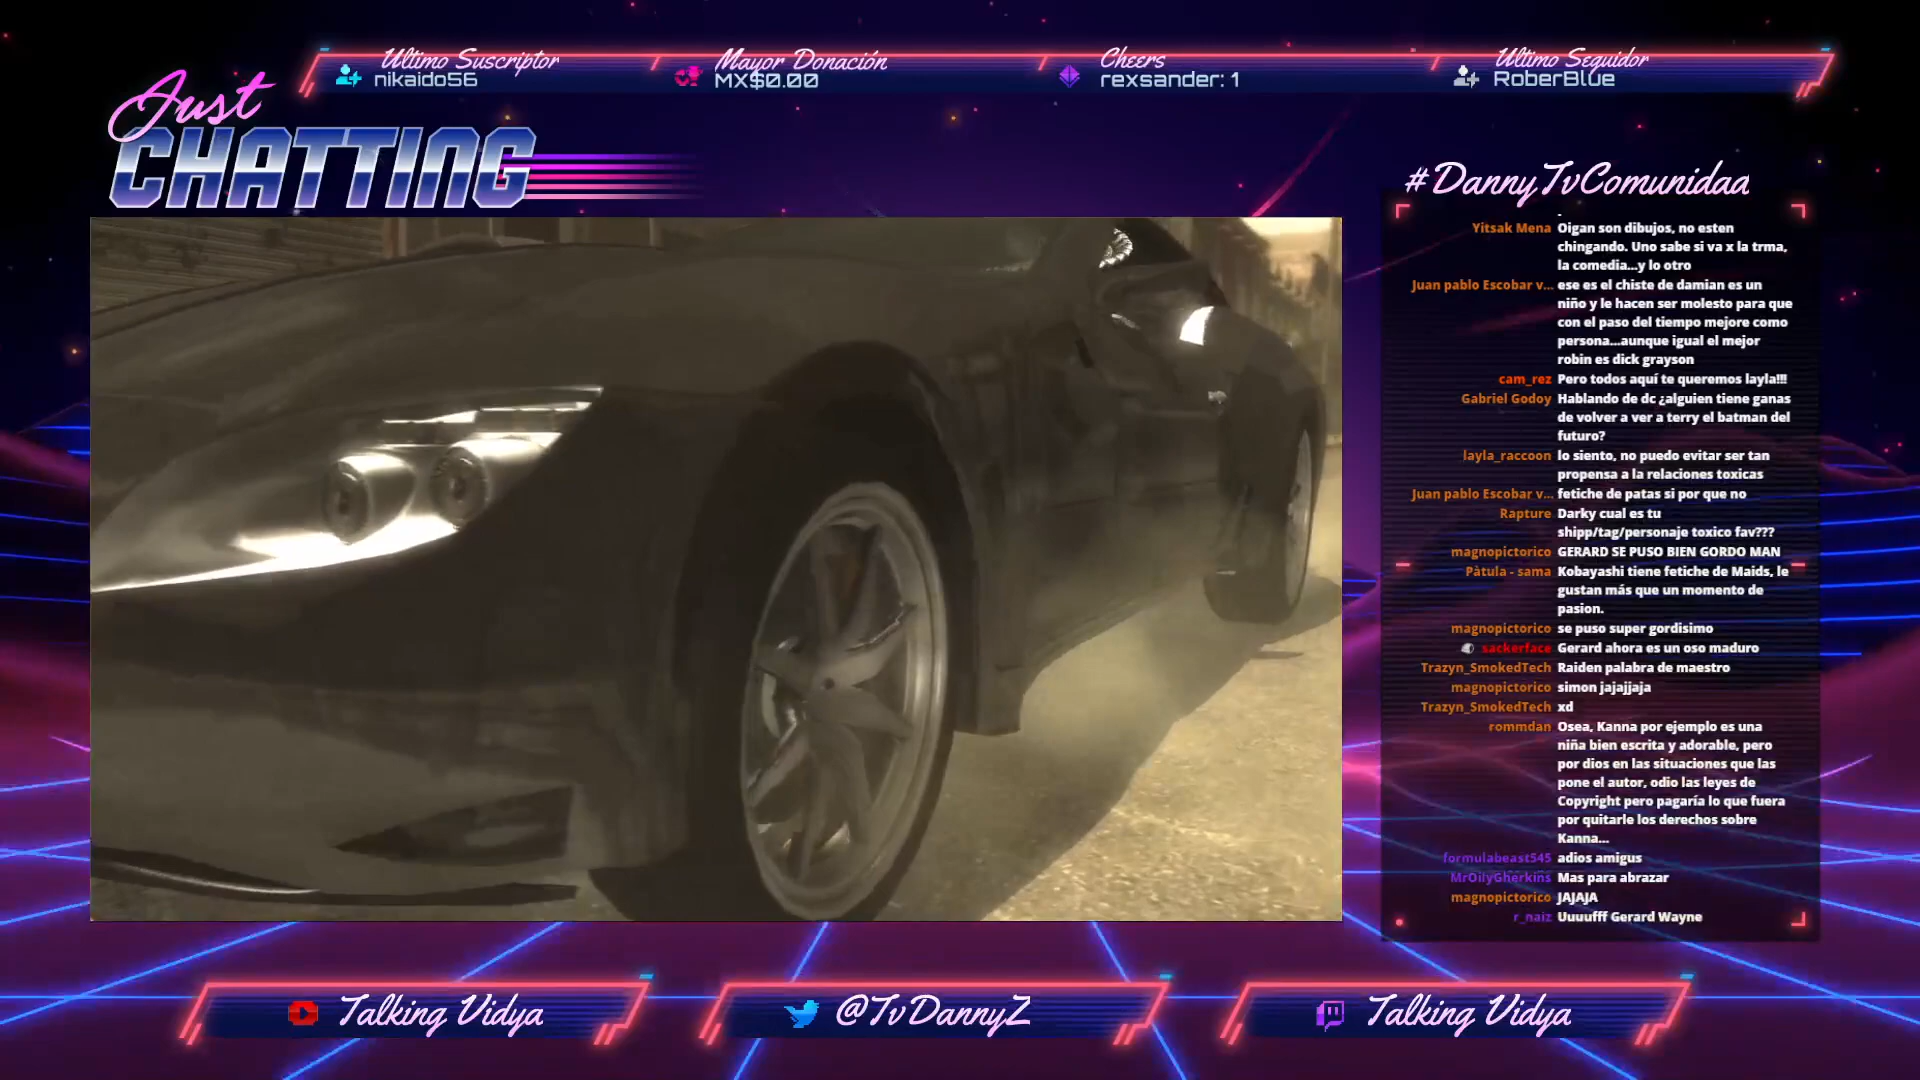 Ultimo Suscriptor
nikaido56
Mayor Donación
MX$0.00
Cheers
rexsander: 1
Ultimo Seguidor
RoberBlue
Just
CHATTING
#DannyTvComunidad
Yitsak Mena Oigan son dibujos, no esten
chingando. Uno sabe si va x la trma,
la comedia...y lo otro
Juan pablo Escobar v... ese es el chiste de damian es un
niño y le hacen ser molesto para que
con el paso del tiempo mejore como
persona...aunque igual el mejor
robin es dick grayson
cam_rez Pero todos aquí te queremos layla!!!
Gabriel Godoy Hablando de dc ¿alguien tiene ganas
de volver a ver a terry el batman del
futuro?
layla_raccoon lo siento, no puedo evitar ser tan
propensa a la relaciones toxicas
Juan pablo Escobar v... fetiche de patas si por que no
Rapture Darky cual es tu
shipp/tag/personaje toxico fav???
magnopictorico GERARD SE PUSO BIEN GORDO MAN
Pàtula - sama Kobayashi tiene fetiche de Maids, le
gustan más que un momento de
pasion.
magnopictorico se puso super gordisimo
sackerface Gerard ahora es un oso maduro
Trazyn_SmokedTech Raiden palabra de maestro
magnopictorico simon jajajjaja
Trazyn_SmokedTech xd
rommdan Osea, Kanna por ejemplo es una
niña bien escrita y adorable, pero
por dios en las situaciones que las
pone el autor, odio las leyes de
Copyright pero pagaría lo que fuera
por quitarle los derechos sobre
Kanna...
formulabeast545 adios amigus
MrOilyGherkins Mas para abrazar
magnopictorico JAJAJA
r_naiz Uuuufff Gerard Wayne
Talking Vidya
@TvDannyZ
Talking Vidya